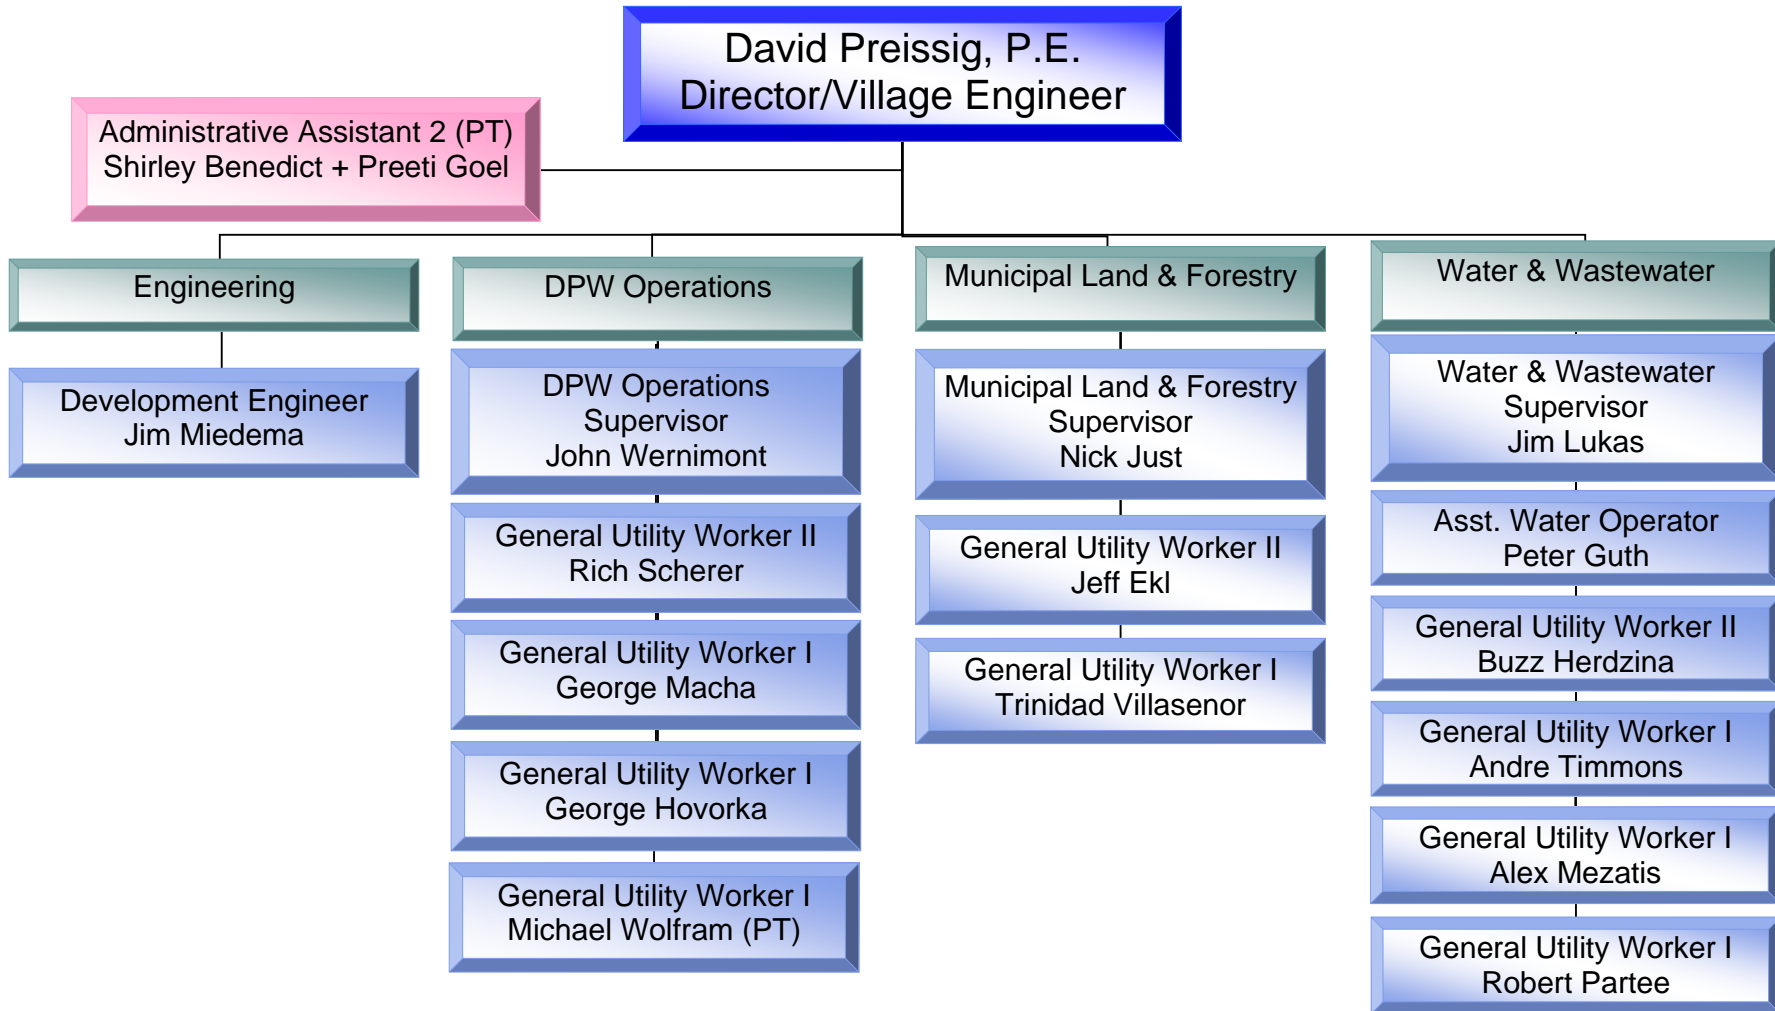 David Preissig, P.E.
Director/Village Engineer
Administrative Assistant 2 (PT)
Shirley Benedict + Preeti Goel
Engineering
Development Engineer
Jim Miedema
DPW Operations
DPW Operations
Supervisor
John Wernimont
General Utility Worker II
Rich Scherer
General Utility Worker I
George Macha
General Utility Worker I
George Hovorka
General Utility Worker I
Michael Wolfram (PT)
Municipal Land & Forestry
Municipal Land & Forestry
Supervisor
Nick Just
General Utility Worker II
Jeff Ekl
General Utility Worker I
Trinidad Villasenor
Water & Wastewater
Water & Wastewater
Supervisor
Jim Lukas
Asst. Water Operator
Peter Guth
General Utility Worker II
Buzz Herdzina
General Utility Worker I
Andre Timmons
General Utility Worker I
Alex Mezatis
General Utility Worker I
Robert Partee